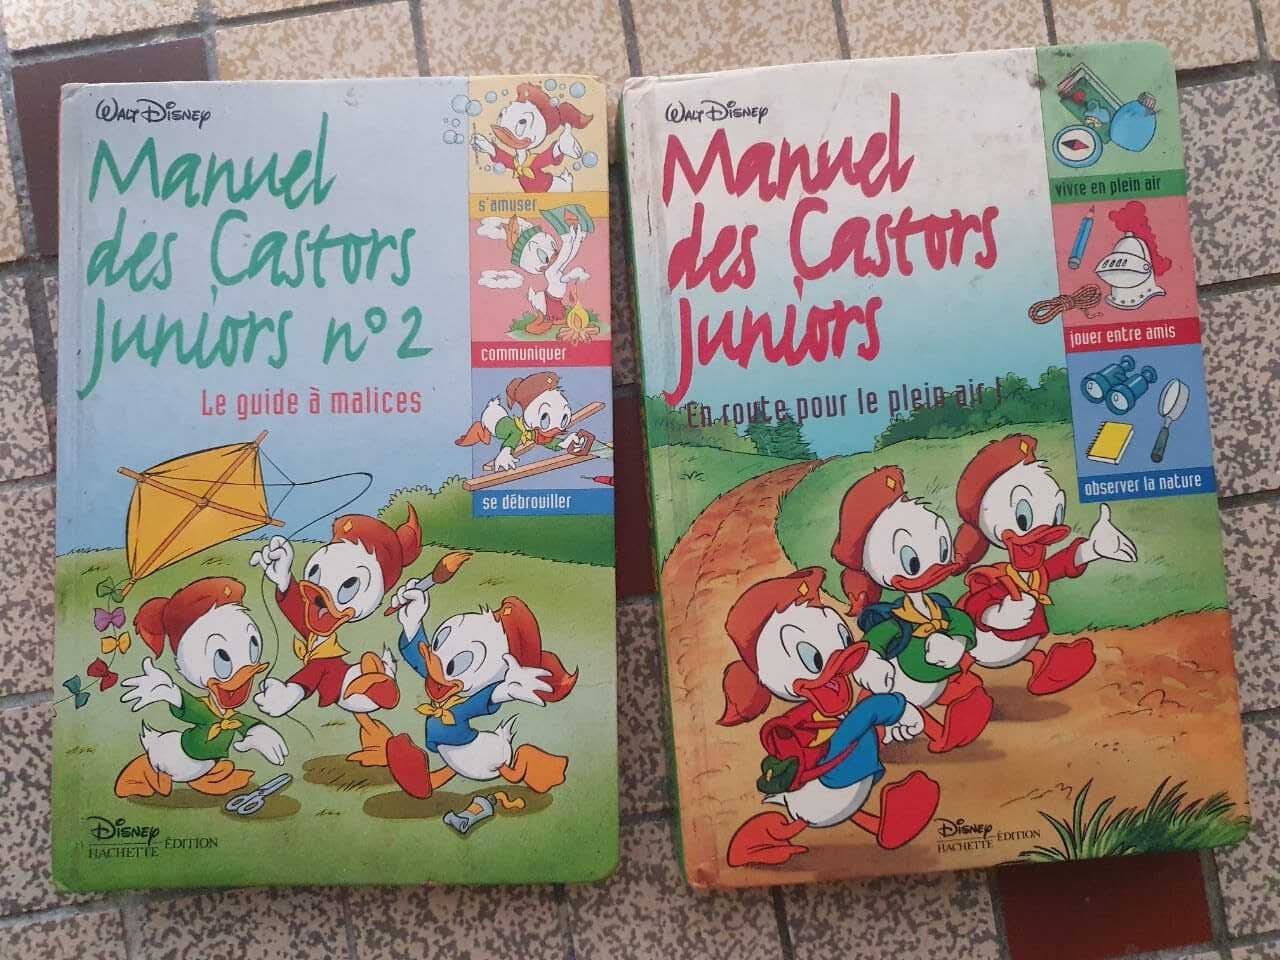 WALT DISNEY
Manuel
des Castors
Juniors n° 2
Le guide à malices
s'amuser
communiquer
se débrouiller
DISNEY
HACHETTE ÉDITION
WALT DISNEY
Manuel
des Castors
Juniors
En route pour le plein air !
vivre en plein air
jouer entre amis
observer la nature
DISNEY
HACHETTE ÉDITION